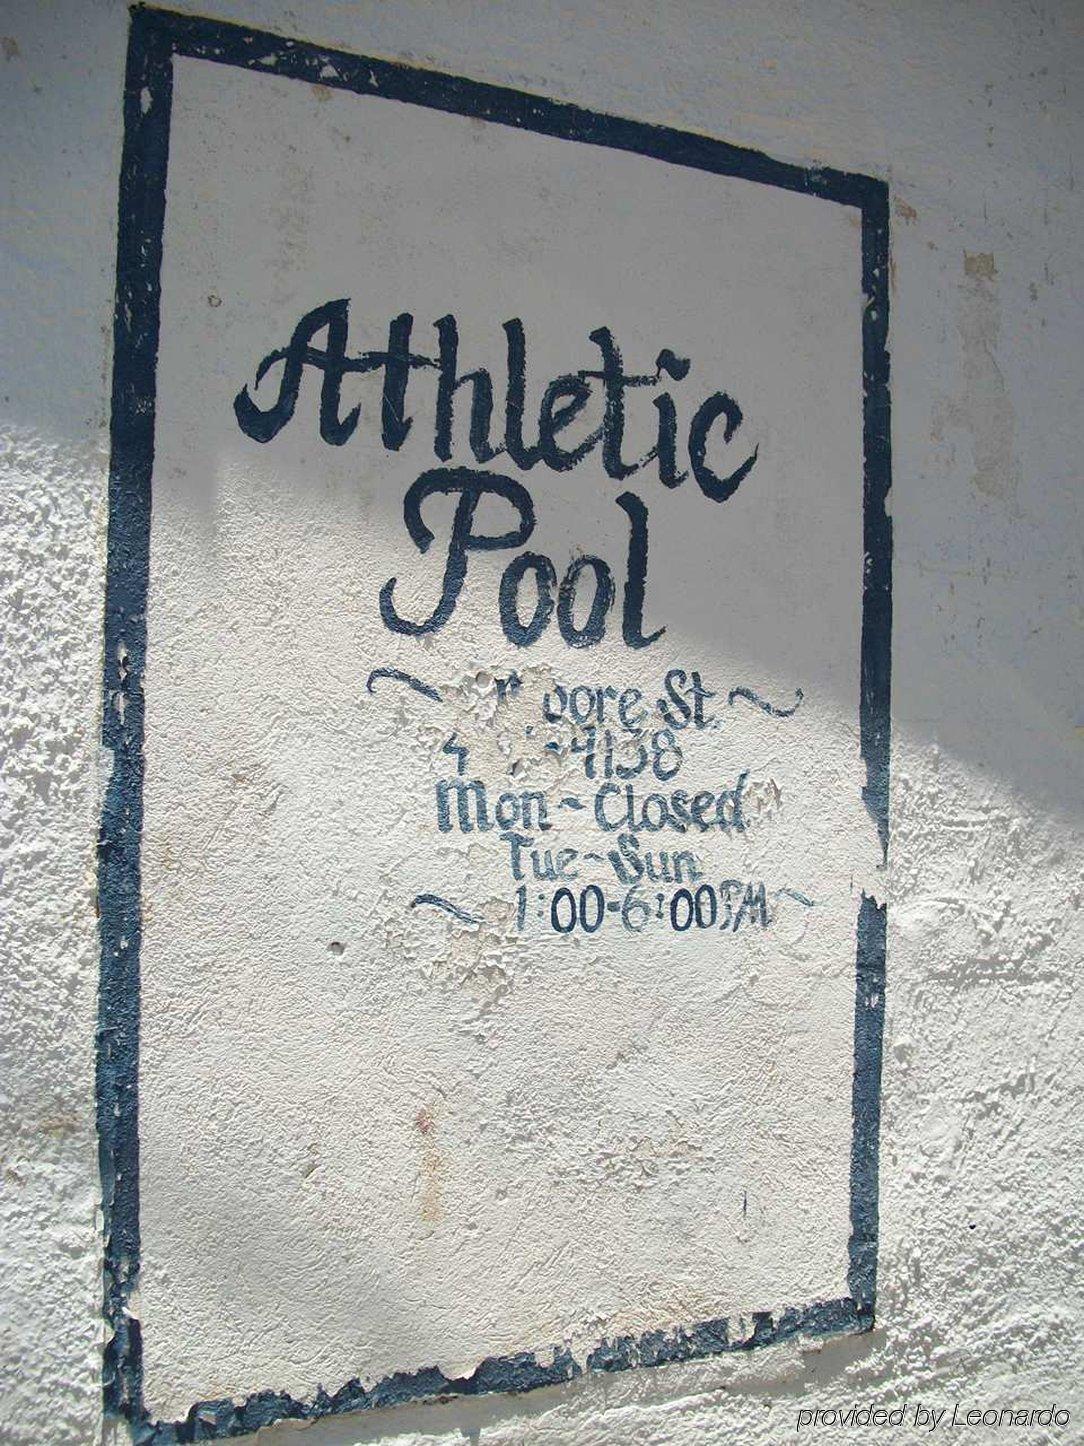 Athletic
Pool
St.
4138
Mon-Closed
Tue-Sun
1:00-6:00PM
provided by Leonardo